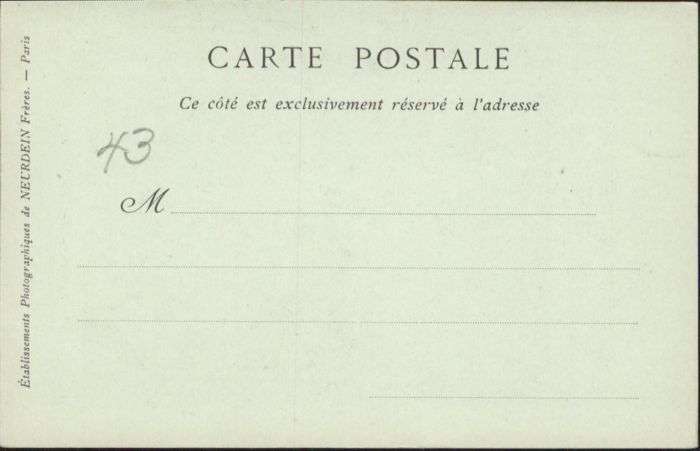 CARTE POSTALE
Ce côté est exclusivement réservé à l'adresse
43
M
Établissements Photographiques de NEURDEIN Frères. — Paris